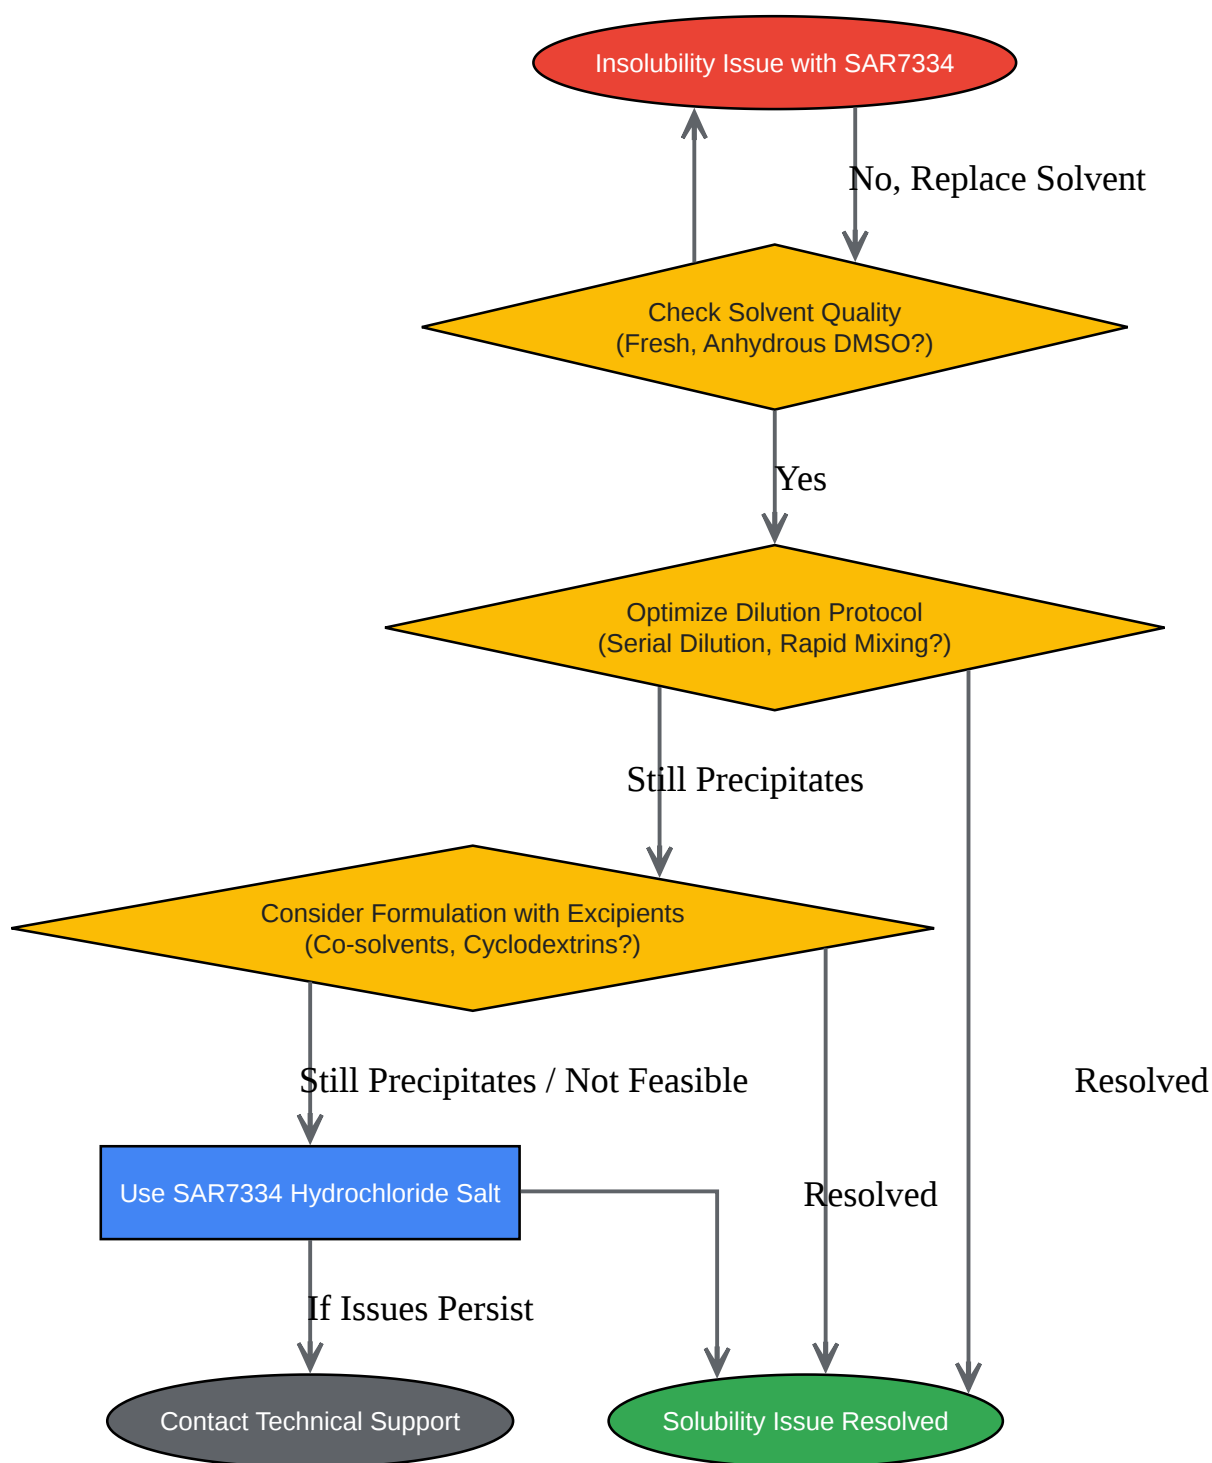 Insolubility Issue with SAR7334
No, Replace Solvent
Check Solvent Quality
(Fresh, Anhydrous DMSO?)
Yes
Optimize Dilution Protocol
(Serial Dilution, Rapid Mixing?)
Still Precipitates
Consider Formulation with Excipients
(Co-solvents, Cyclodextrins?)
Still Precipitates / Not Feasible
Resolved
Use SAR7334 Hydrochloride Salt
Resolved
If Issues Persist
Contact Technical Support
Solubility Issue Resolved